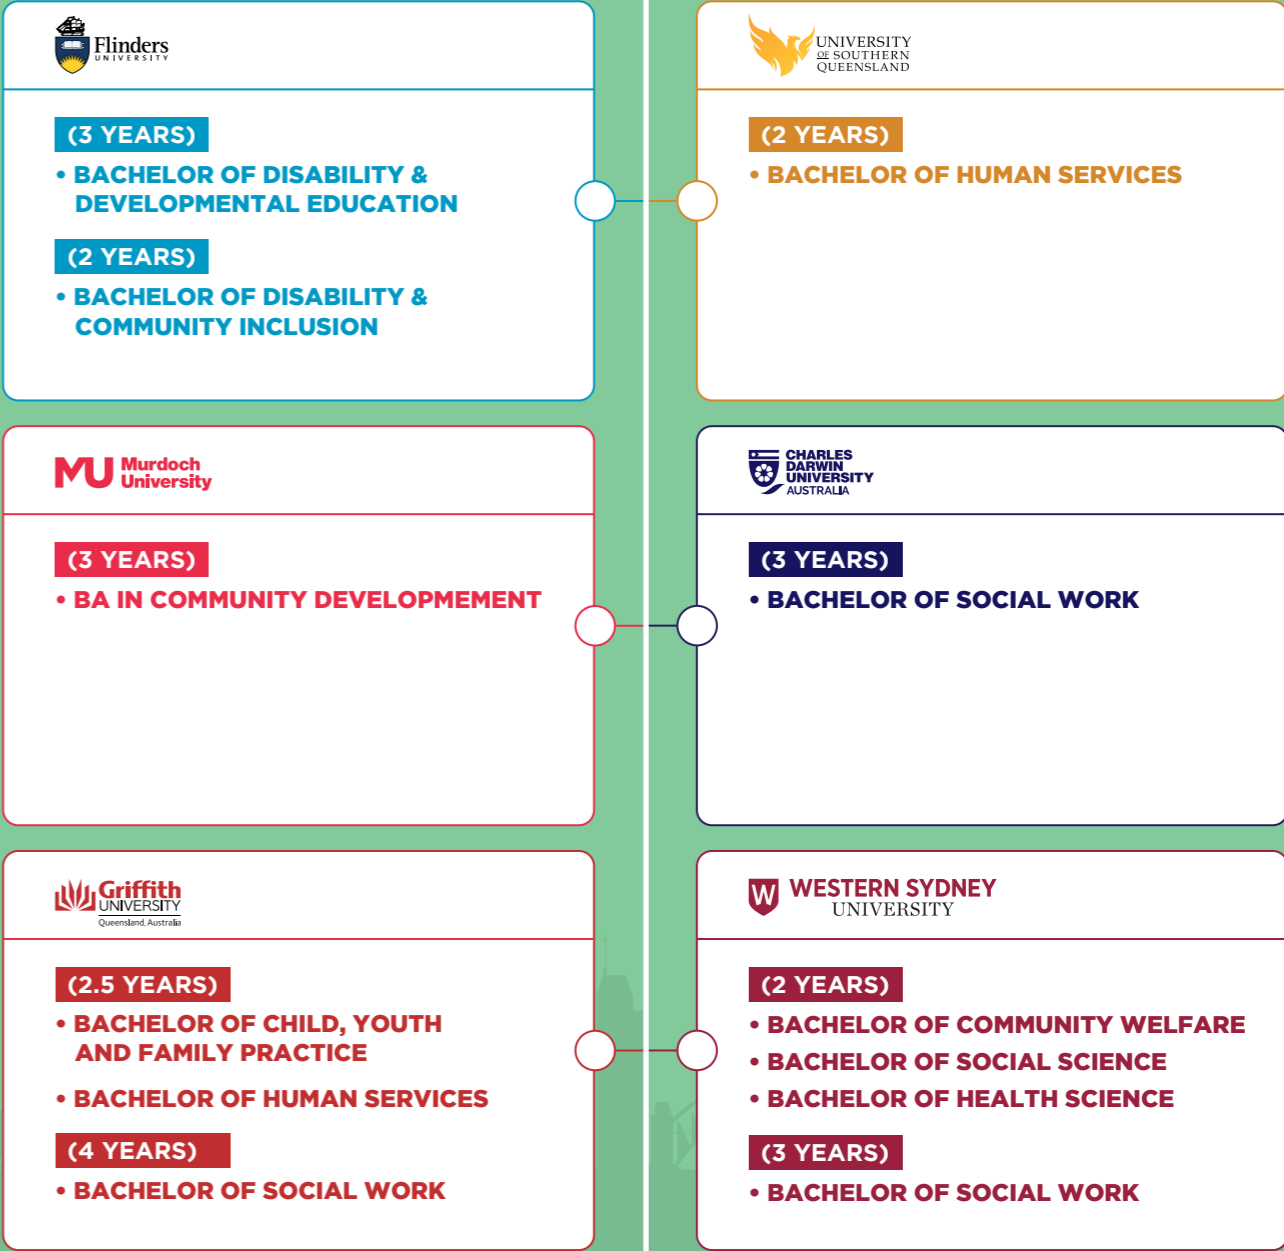 Flinders
UNIVERSITY
(3 YEARS)
• BACHELOR OF DISABILITY &
DEVELOPMENTAL EDUCATION
(2 YEARS)
• BACHELOR OF DISABILITY &
COMMUNITY INCLUSION
UNIVERSITY
OF SOUTHERN
QUEENSLAND
(2 YEARS)
• BACHELOR OF HUMAN SERVICES
MU Murdoch
University
(3 YEARS)
• BA IN COMMUNITY DEVELOPMEMENT
CHARLES
DARWIN
UNIVERSITY
AUSTRALIA
(3 YEARS)
• BACHELOR OF SOCIAL WORK
Griffith
UNIVERSITY
Queensland, Australia
(2.5 YEARS)
• BACHELOR OF CHILD, YOUTH
AND FAMILY PRACTICE
• BACHELOR OF HUMAN SERVICES
(4 YEARS)
• BACHELOR OF SOCIAL WORK
W WESTERN SYDNEY
UNIVERSITY
(2 YEARS)
• BACHELOR OF COMMUNITY WELFARE
• BACHELOR OF SOCIAL SCIENCE
• BACHELOR OF HEALTH SCIENCE
(3 YEARS)
• BACHELOR OF SOCIAL WORK